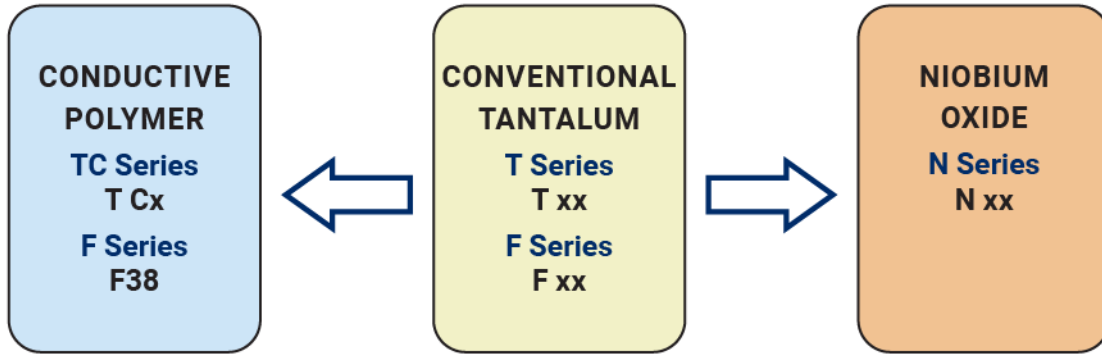 CONDUCTIVE
POLYMER
TC Series
T Cx
F Series
F38
CONVENTIONAL
TANTALUM
T Series
T xx
F Series
F xx
NIOBIUM
OXIDE
N Series
N xx